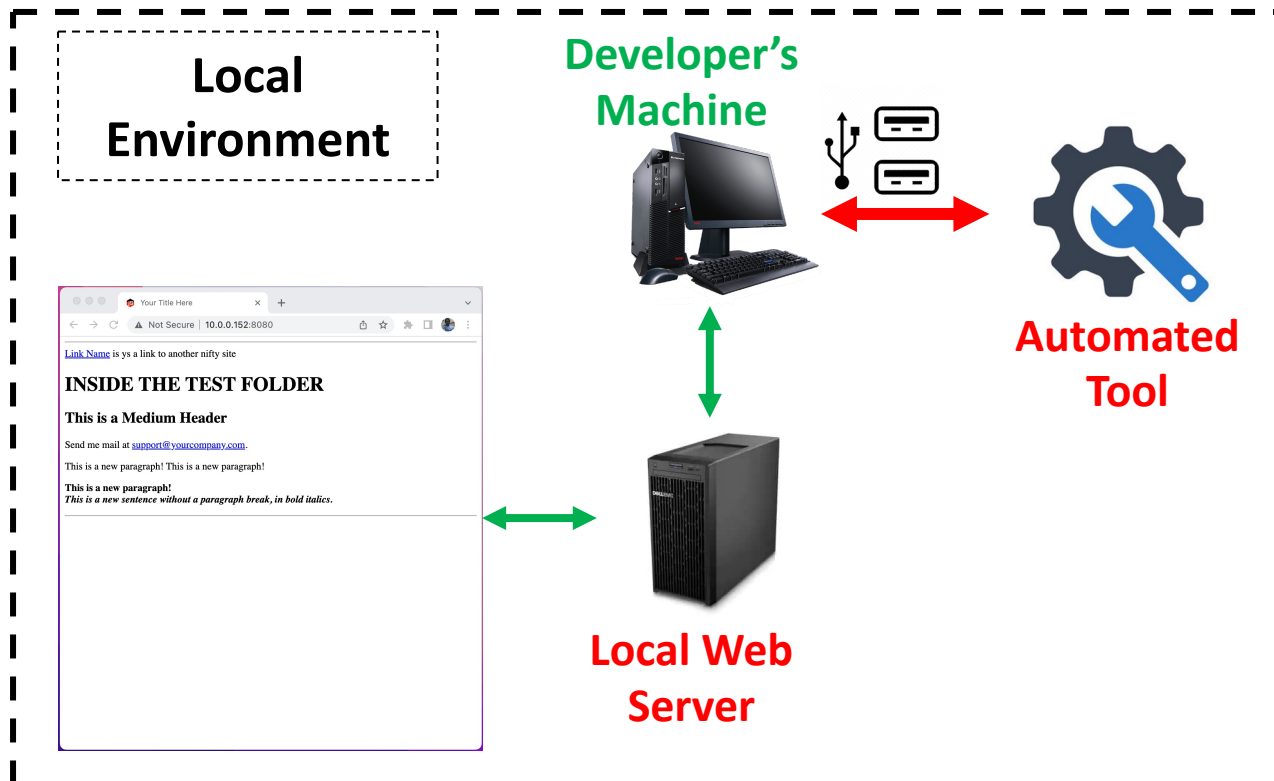 Local
Environment
Developer’s
Machine
Automated
Tool
Your Title Here
Not Secure | 10.0.0.152:8080
Link Name is ys a link to another nifty site
INSIDE THE TEST FOLDER
This is a Medium Header
Send me mail at support@yourcompany.com.
This is a new paragraph! This is a new paragraph!
This is a new paragraph!
This is a new sentence without a paragraph break, in bold italics.
Local Web
Server